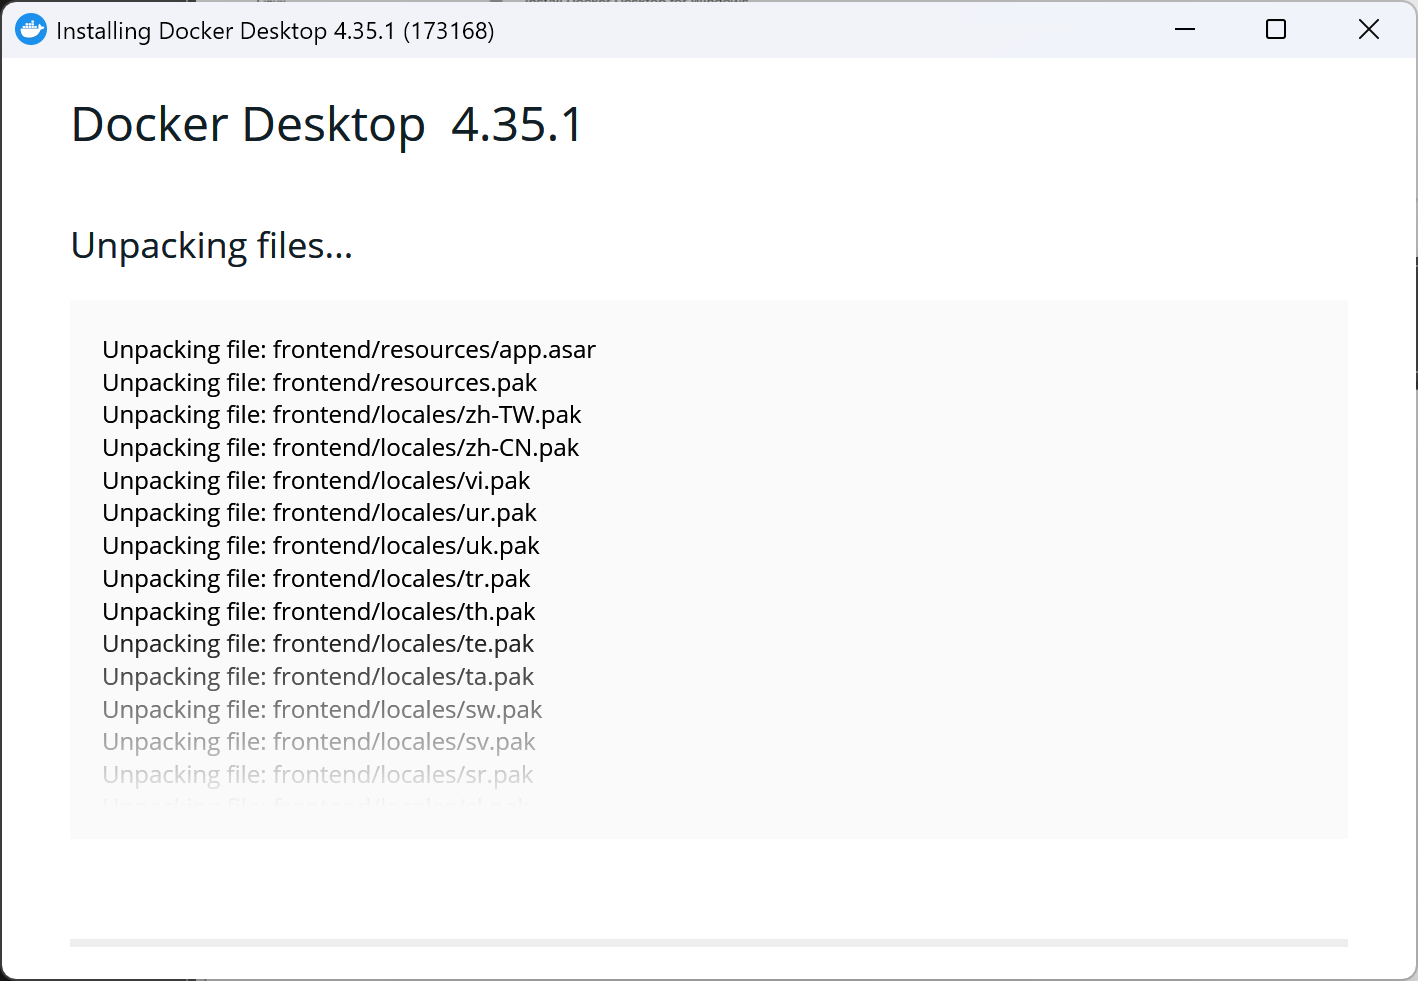 Installing Docker Desktop 4.35.1 (173168)
Docker Desktop 4.35.1
Unpacking files...
Unpacking file: frontend/resources/app.asar
Unpacking file: frontend/resources.pak
Unpacking file: frontend/locales/zh-TW.pak
Unpacking file: frontend/locales/zh-CN.pak
Unpacking file: frontend/locales/vi.pak
Unpacking file: frontend/locales/ur.pak
Unpacking file: frontend/locales/uk.pak
Unpacking file: frontend/locales/tr.pak
Unpacking file: frontend/locales/th.pak
Unpacking file: frontend/locales/te.pak
Unpacking file: frontend/locales/ta.pak
Unpacking file: frontend/locales/sw.pak
Unpacking file: frontend/locales/sv.pak
Unpacking file: frontend/locales/sr.pak